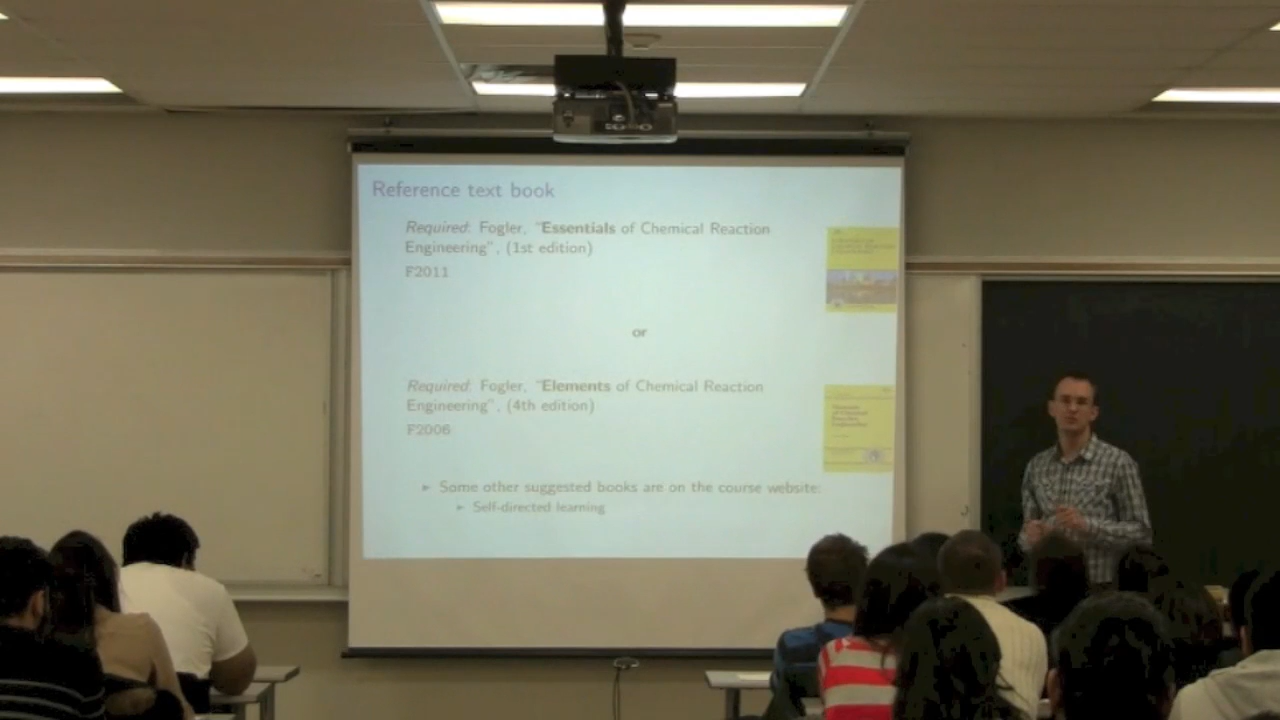 Reference text book
Required: Fogler, "Essentials of Chemical Reaction
Engineering", (1st edition)
F2011
or
Required: Fogler, "Elements of Chemical Reaction
Engineering", (4th edition)
F2006
► Some other suggested books are on the course website:
► Self-directed learning